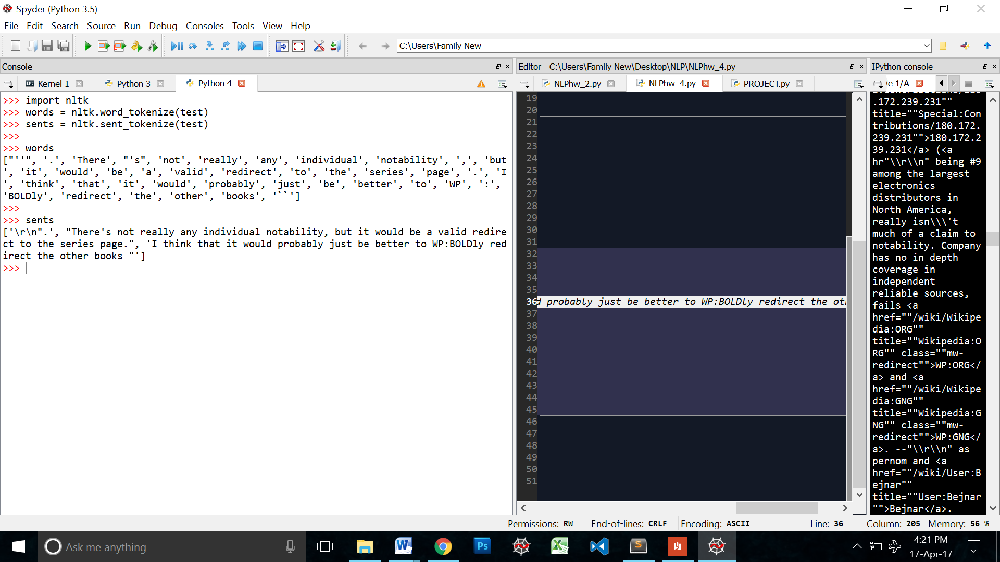 Spyder (Python 3.5)
File Edit Search Source Run Debug Consoles Tools View Help
C:\Users\Family New
Console
Kernel 1 Python 3 Python 4
>>> import nltk
>>> words = nltk.word_tokenize(test)
>>> sents = nltk.sent_tokenize(test)
>>>
>>> words
["''", '.', 'There', "'s", 'not', 'really', 'any', 'individual', 'notability', ',', 'but
', 'it', 'would', 'be', 'a', 'valid', 'redirect', 'to', 'the', 'series', 'page', '.', 'I
', 'think', 'that', 'it', 'would', 'probably', 'just', 'be', 'better', 'to', 'WP', ':',
'BOLDly', 'redirect', 'the', 'other', 'books', '``']
>>>
>>> sents
['\r\n".', "There's not really any individual notability, but it would be a valid redire
ct to the series page.", 'I think that it would probably just be better to WP:BOLDly red
irect the other books "']
>>>
Editor - C:\Users\Family New\Desktop\NLP\NLPhw_4.py
NLPhw_2.py NLPhw_4.py PROJECT.py
19
20
21
22
23
24
25
26
27
28
29
30
31
32
33
34
35
36 d probably just be better to WP:BOLDly redirect the ot
37
38
39
40
41
42
43
44
45
46
47
48
49
50
51
IPython console
le 1/A
.172.239.231""
title=""Special:Con
tributions/180.172.
239.231"">180.172.2
39.231</a> (<a
hr"\\r\\n" being #9
among the largest
electronics
distributors in
North America,
really isn\\\'t
much of a claim to
notability. Company
has no in depth
coverage in
independent
reliable sources,
fails <a
href=""/wiki/Wikipe
dia:ORG""
title=""Wikipedia:O
RG"" class=""mw-
redirect"">WP:ORG</
a> and <a
href=""/wiki/Wikipe
dia:GNG""
title=""Wikipedia:G
NG"" class=""mw-
redirect"">WP:GNG</
a>. --"\\r\\n" as
pernom and <a
href=""/wiki/User:B
ejnar""
title=""User:Bejnar
"">Bejnar</a>.
Permissions: RW End-of-lines: CRLF Encoding: ASCII Line: 36 Column: 205 Memory: 56 %
Ask me anything
Ps
4:21 PM
17-Apr-17